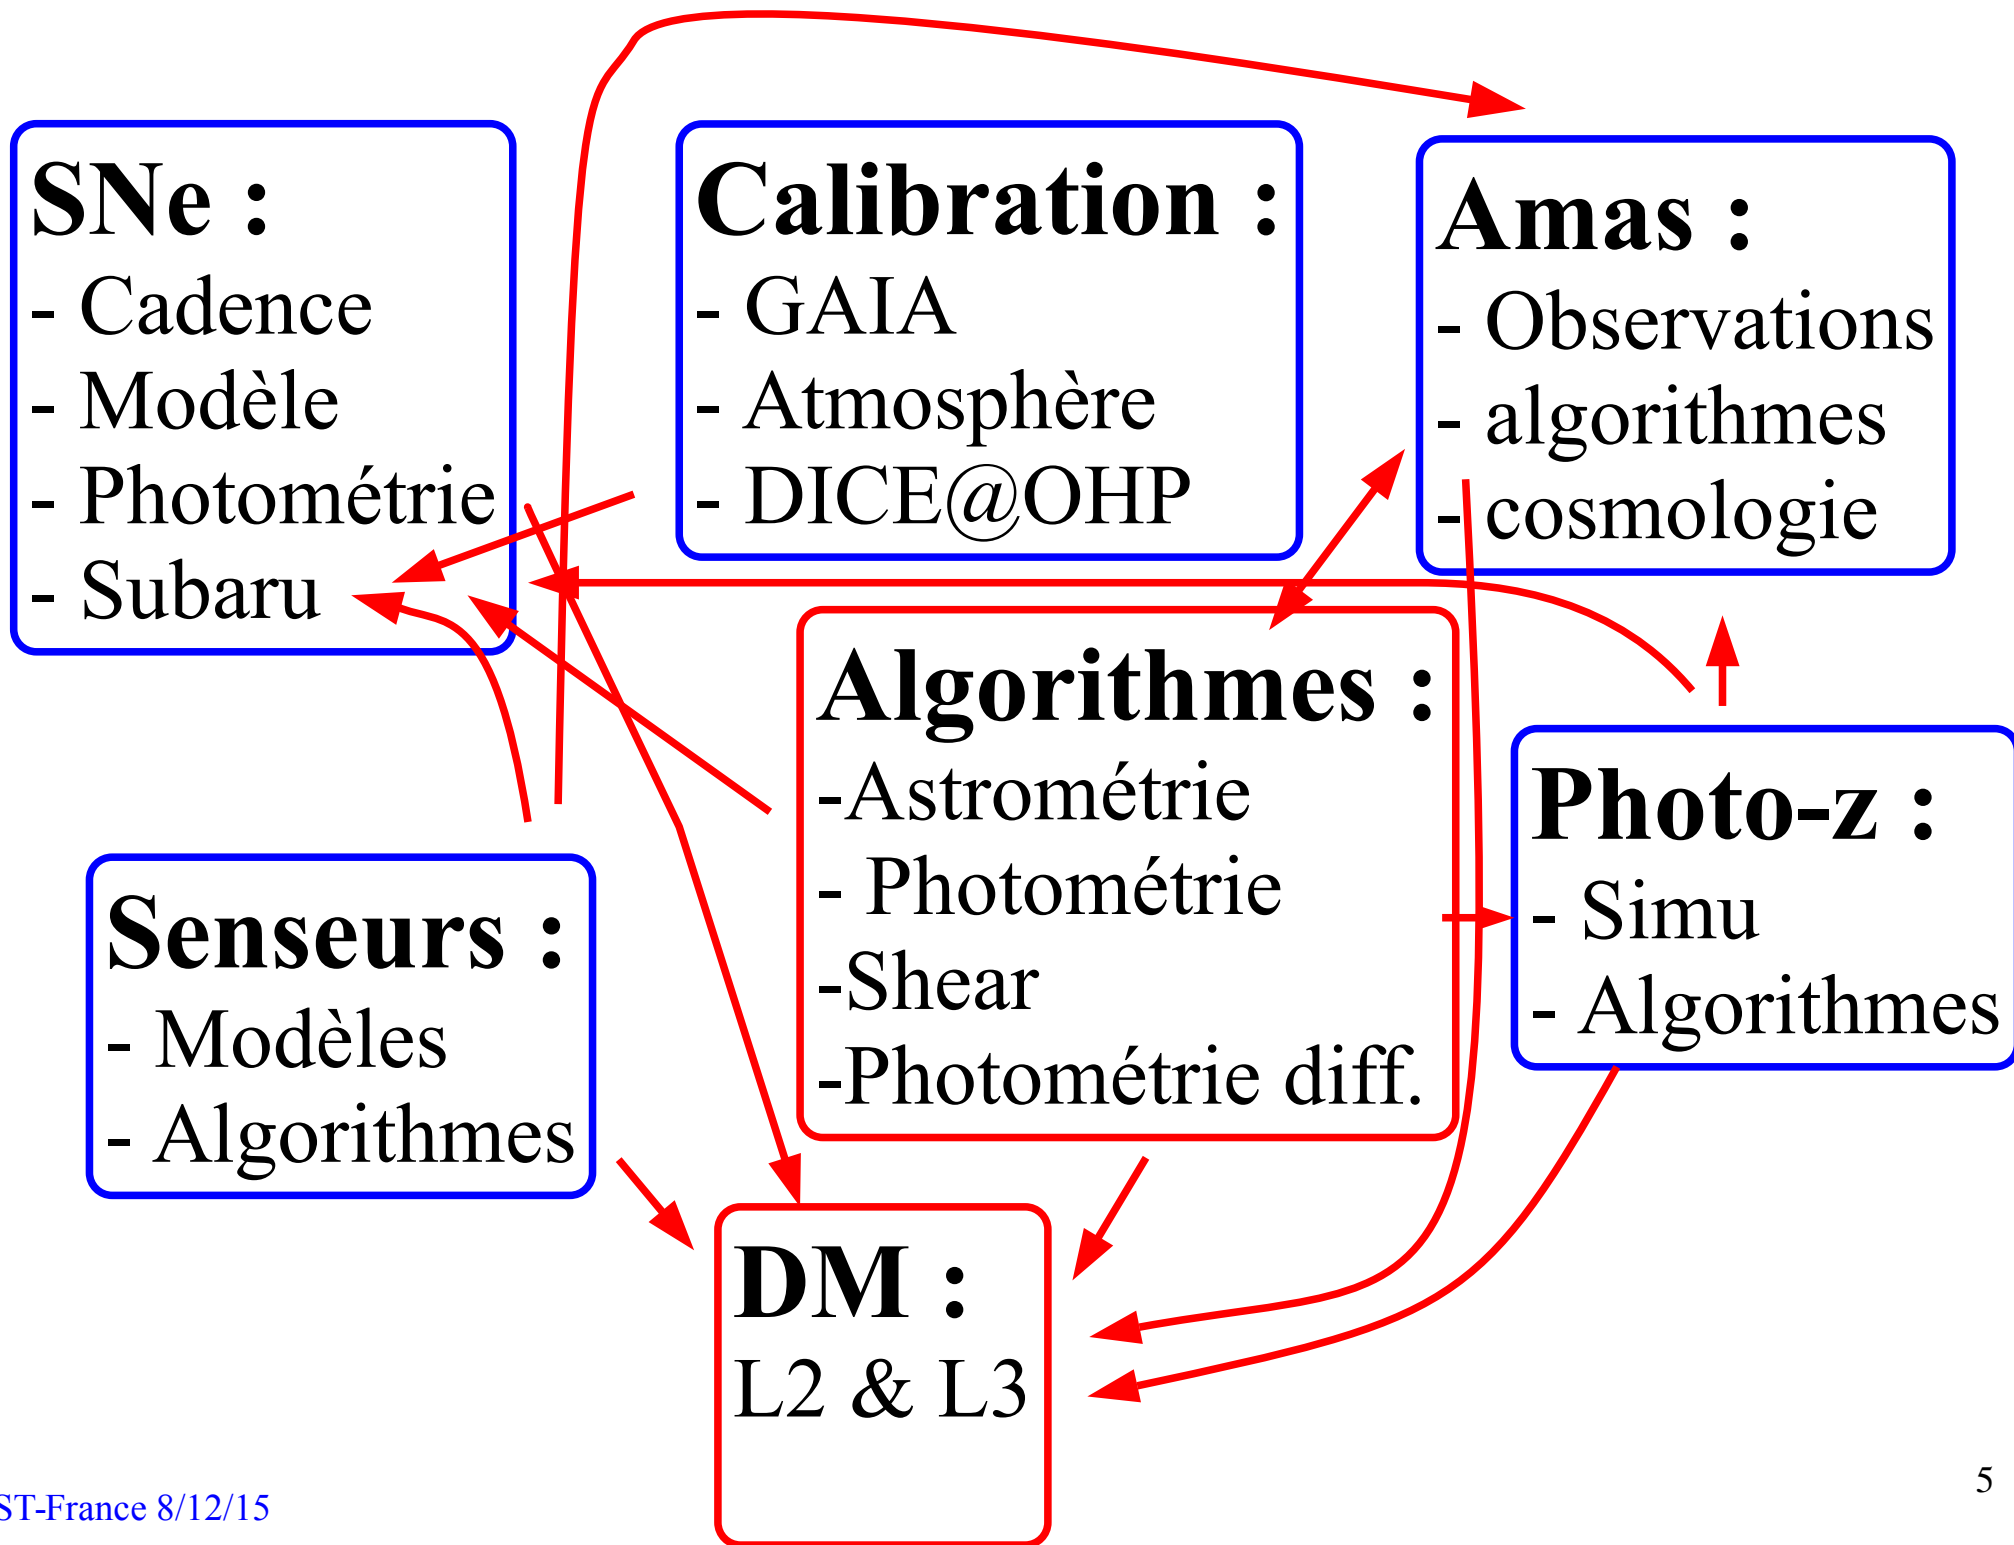 SNe :
- Cadence
- Modèle
- Photométrie
- Subaru
Calibration :
- GAIA
- Atmosphère
- DICE@OHP
Amas :
- Observations
- algorithmes
- cosmologie
Algorithmes :
-Astrométrie
- Photométrie
-Shear
-Photométrie diff.
Photo-z :
- Simu
- Algorithmes
Senseurs :
- Modèles
- Algorithmes
DM :
L2 & L3
ST-France 8/12/15
5